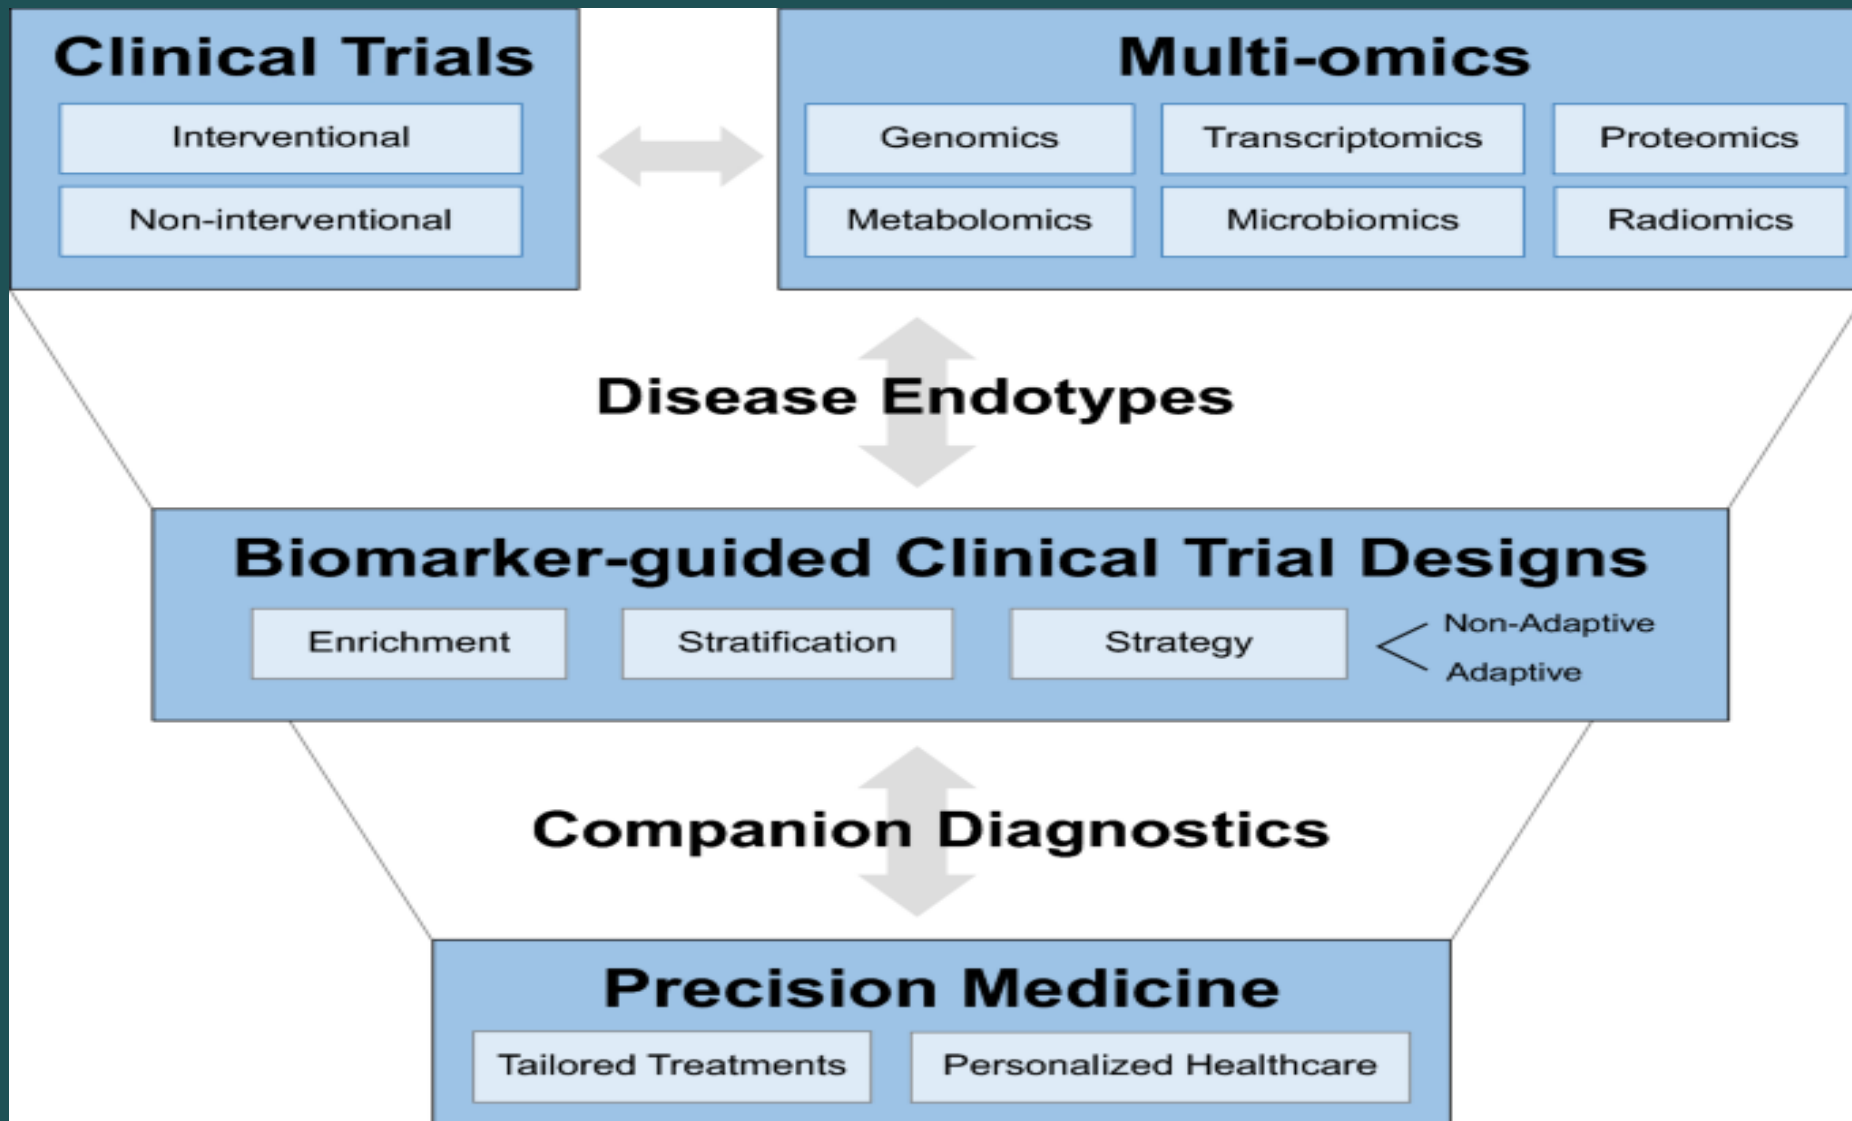 Clinical Trials
Interventional
Non-interventional
Multi-omics
Genomics
Transcriptomics
Proteomics
Metabolomics
Microbiomics
Radiomics
Disease Endotypes
Biomarker-guided Clinical Trial Designs
Enrichment
Stratification
Strategy
Non-Adaptive
Adaptive
Companion Diagnostics
Precision Medicine
Tailored Treatments
Personalized Healthcare